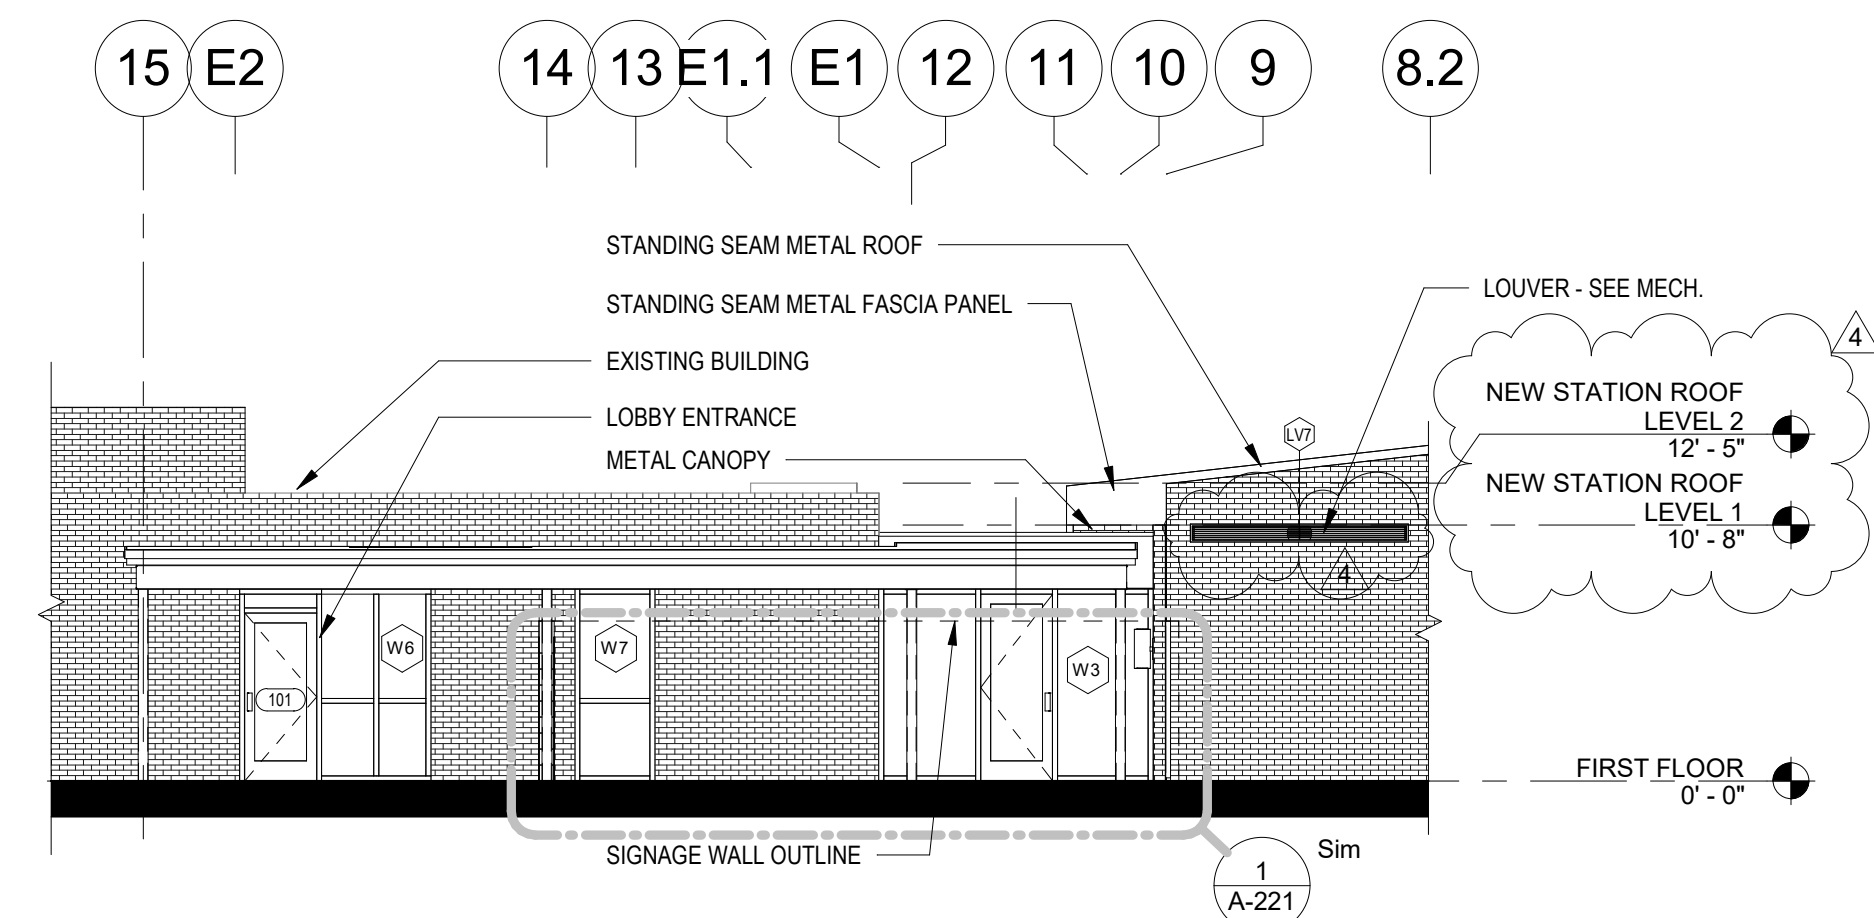 15 E2 14 13 E1.1 E1 12 11 10 9 8.2
STANDING SEAM METAL ROOF
LOUVER - SEE MECH.
STANDING SEAM METAL FASCIA PANEL
4
EXISTING BUILDING
NEW STATION ROOF
LEVEL 2
12' - 5"
LOBBY ENTRANCE
LV7
METAL CANOPY
NEW STATION ROOF
LEVEL 1
10' - 8"
4
W6
W7
W3
101
FIRST FLOOR
0' - 0"
SIGNAGE WALL OUTLINE
Sim
1
A-221